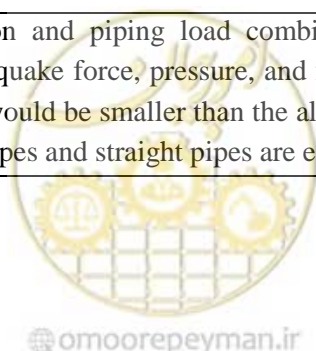 on and piping load combi
quake force, pressure, and
would be smaller than the al
pes and straight pipes are e
omoorepeyman.ir